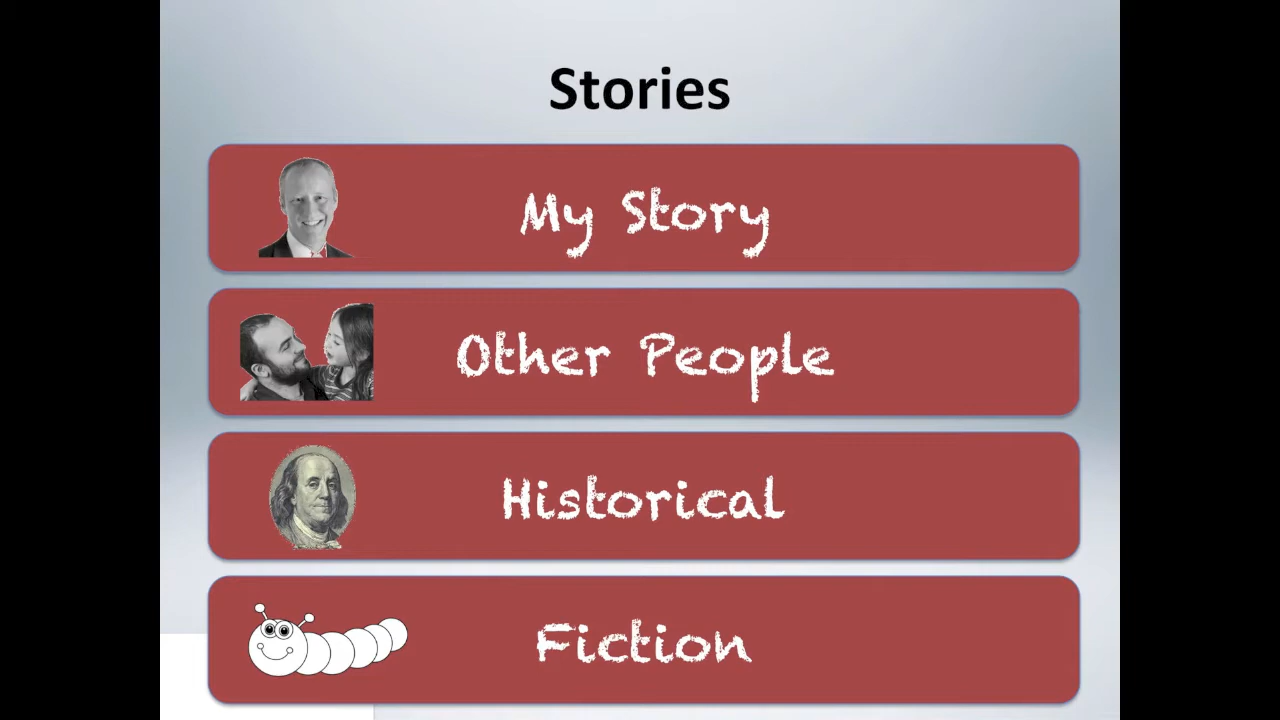 Stories
My Story
Other People
Historical
Fiction